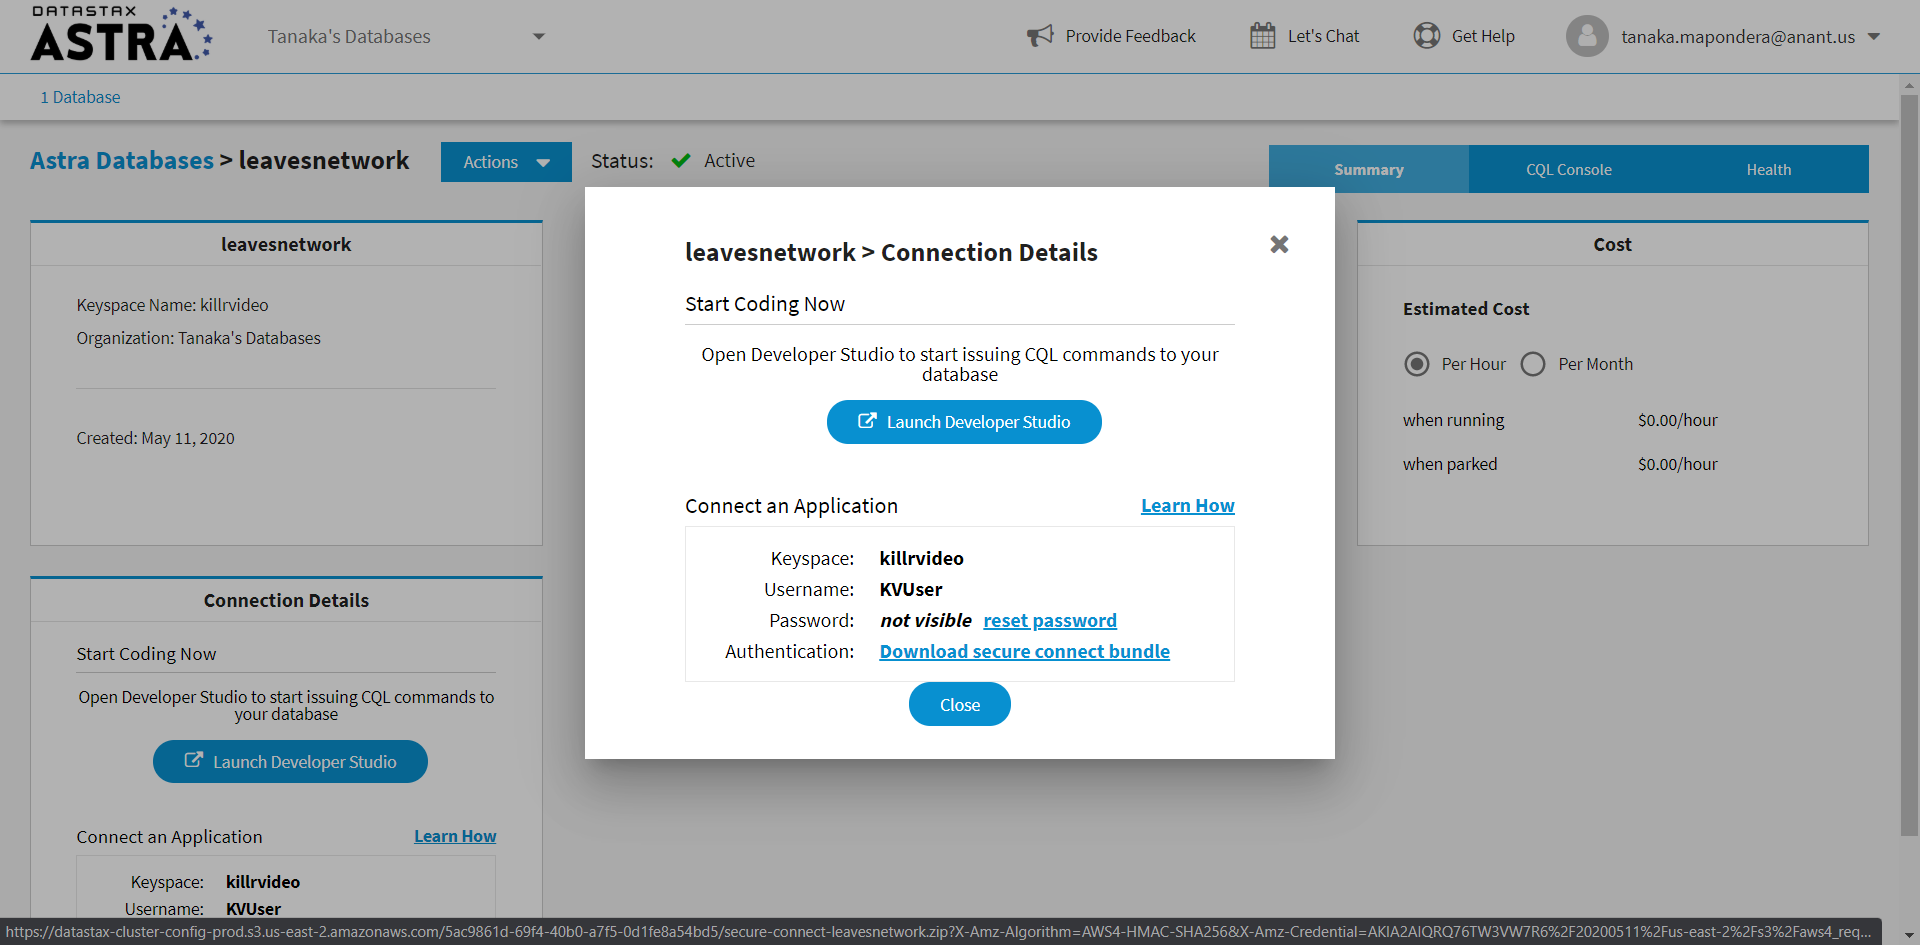 DATASTAX
ASTRA
Tanaka's Databases
Provide Feedback
Let's Chat
Get Help
tanaka.mapondera@anant.us
1 Database
Astra Databases > leavesnetwork
Actions
Status:
Active
Summary
CQL Console
Health
leavesnetwork
Keyspace Name: killrvideo
Organization: Tanaka's Databases
Created: May 11, 2020
Connection Details
Start Coding Now
Open Developer Studio to start issuing CQL commands to
your database
Launch Developer Studio
Connect an Application
Learn How
Keyspace: killrvideo
Username: KVUser
leavesnetwork > Connection Details
Start Coding Now
Open Developer Studio to start issuing CQL commands to your
database
Launch Developer Studio
Connect an Application
Learn How
Keyspace: killrvideo
Username: KVUser
Password: not visible reset password
Authentication: Download secure connect bundle
Close
Cost
Estimated Cost
Per Hour
Per Month
when running $0.00/hour
when parked $0.00/hour
https://datastax-cluster-config-prod.s3.us-east-2.amazonaws.com/5ac9861d-69f4-40b0-a7f5-0d1fe8a54bd5/secure-connect-leavesnetwork.zip?X-Amz-Algorithm=AWS4-HMAC-SHA256&X-Amz-Credential=AKIA2AIQRQ76TW3VW7R6%2F20200511%2Fus-east-2%2Fs3%2Faws4_req...